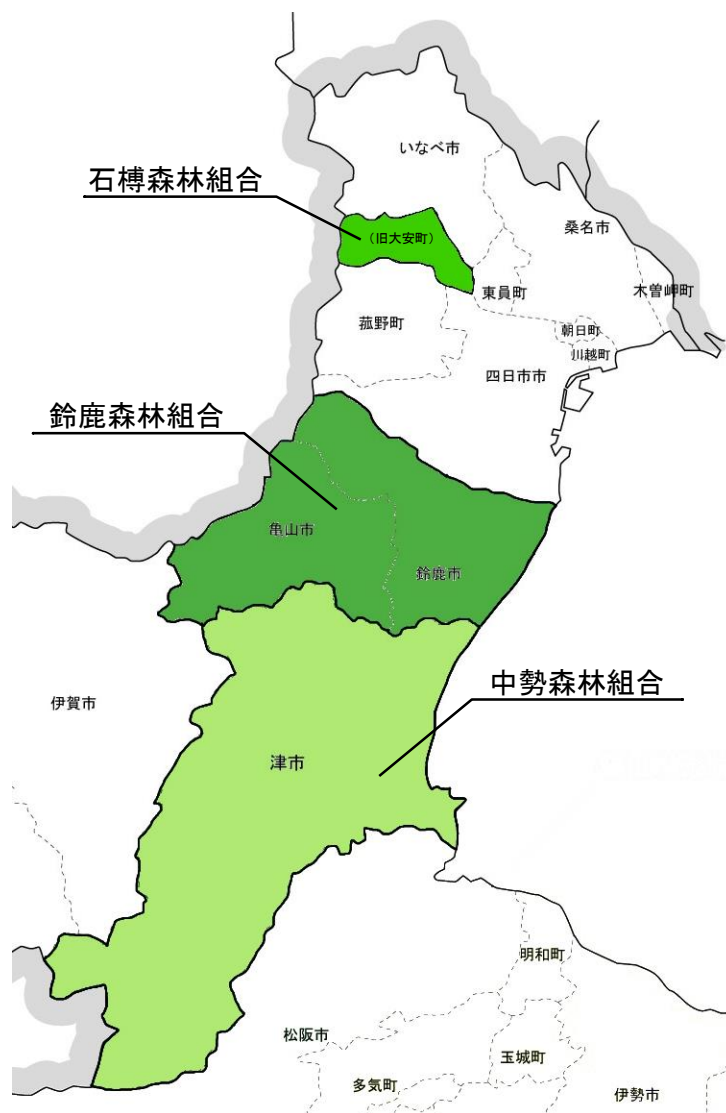 いなべ市
石榑森林組合
（旧大安町）
桑名市
東員町
木曽岬町
菰野町
朝日町
川越町
四日市市
鈴鹿森林組合
亀山市
鈴鹿市
中勢森林組合
伊賀市
津市
明和町
松阪市
玉城町
多気町
伊勢市